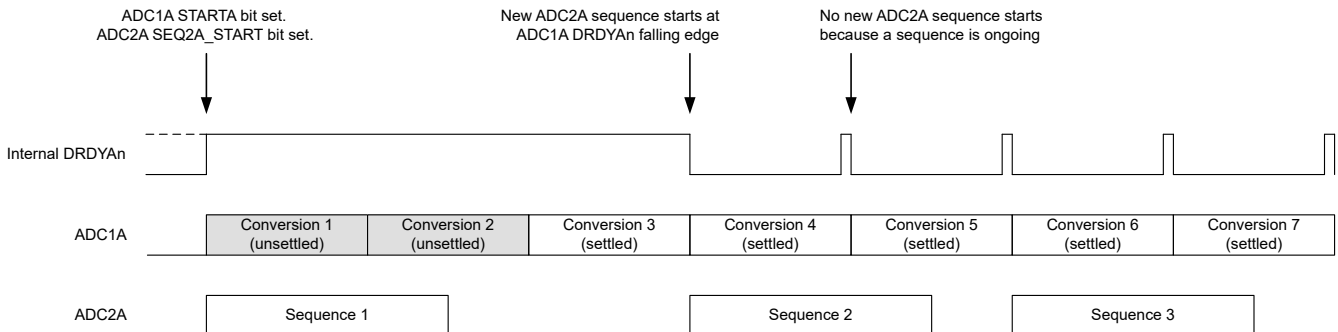 ADC1A STARTA bit set.
ADC2A SEQ2A_START bit set.
New ADC2A sequence starts at
ADC1A DRDYAn falling edge
No new ADC2A sequence starts
because a sequence is ongoing
Internal DRDYAn
ADC1A
Conversion 1
(unsettled)
Conversion 2
(unsettled)
Conversion 3
(settled)
Conversion 4
(settled)
Conversion 5
(settled)
Conversion 6
(settled)
Conversion 7
(settled)
ADC2A
Sequence 1
Sequence 2
Sequence 3